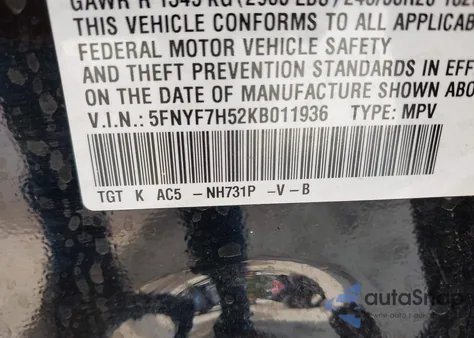 THIS VEHICLE CONFORMS TO ALL APPLICAB
FEDERAL MOTOR VEHICLE SAFETY
AND THEFT PREVENTION STANDARDS IN EFF
ON THE DATE OF MANUFACTURE SHOWN ABO
V.I.N.: 5FNYF7H52KB011936 TYPE: MPV
TGT K AC5 -NH731P -V-B
autaSnap